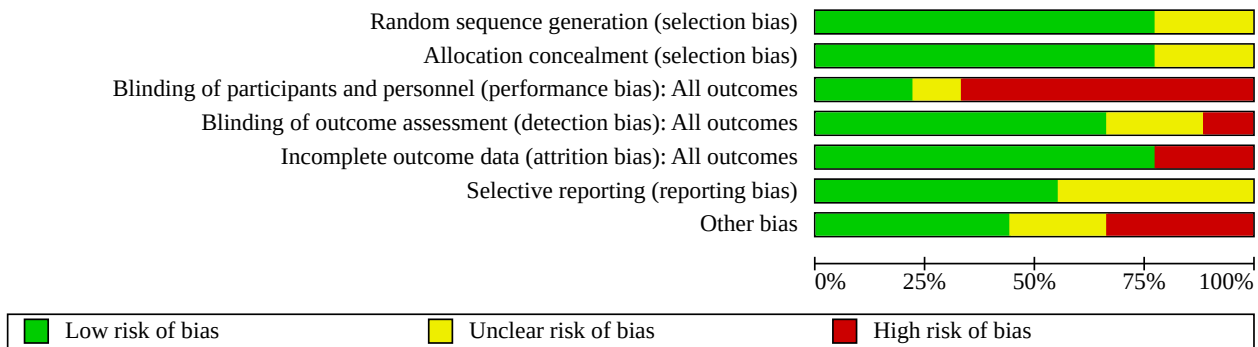 Random sequence generation (selection bias)
Allocation concealment (selection bias)
Blinding of participants and personnel (performance bias): All outcomes
Blinding of outcome assessment (detection bias): All outcomes
Incomplete outcome data (attrition bias): All outcomes
Selective reporting (reporting bias)
Other bias
0% 25% 50% 75% 100%
Low risk of bias Unclear risk of bias High risk of bias